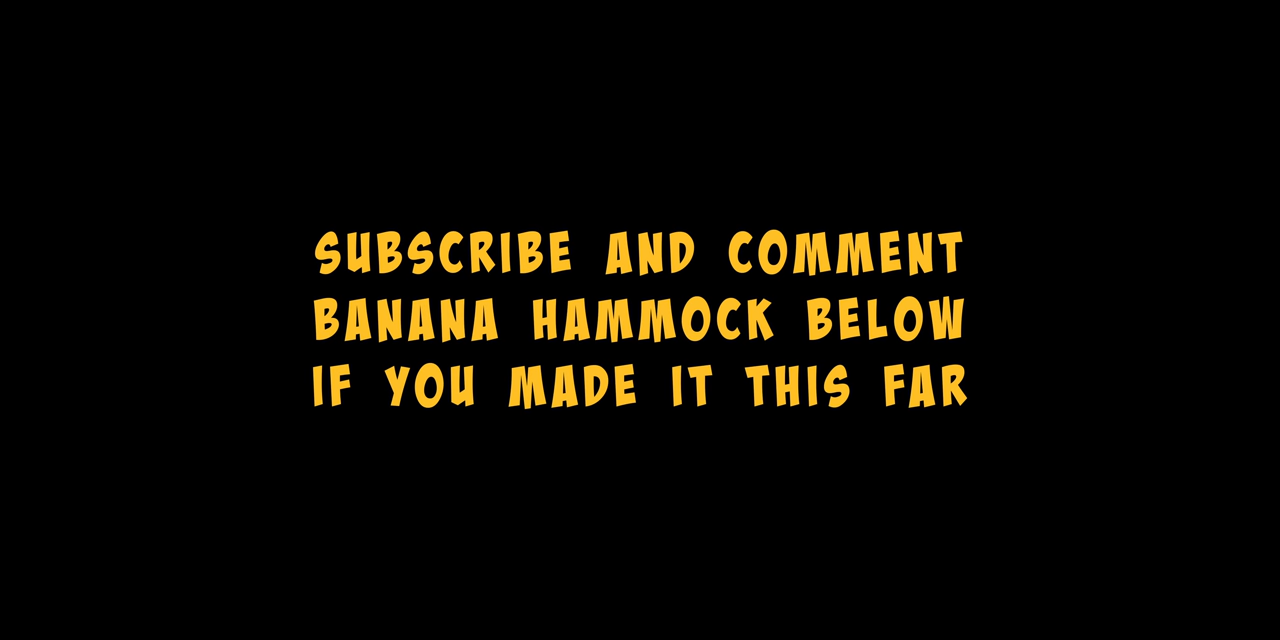 SUBSCRIBE AND COMMENT
BANANA HAMMOCK BELOW
IF YOU MADE IT THIS FAR